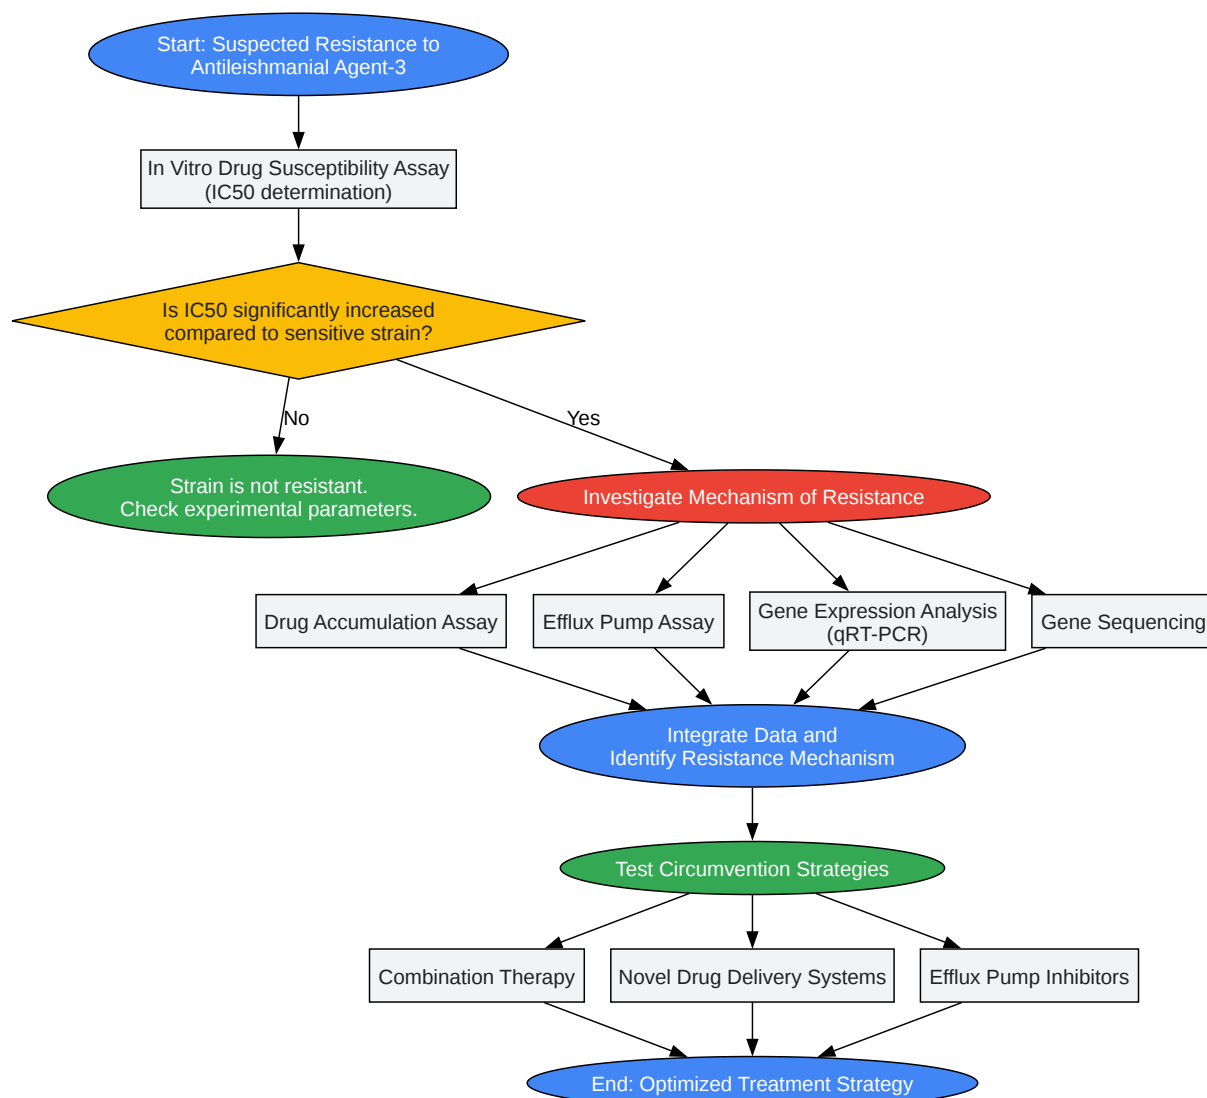 Start: Suspected Resistance to
Antileishmanial Agent-3
In Vitro Drug Susceptibility Assay
(IC50 determination)
Is IC50 significantly increased
compared to sensitive strain?
No
Yes
Strain is not resistant.
Check experimental parameters.
Investigate Mechanism of Resistance
Drug Accumulation Assay
Efflux Pump Assay
Gene Expression Analysis
(qRT-PCR)
Gene Sequencing
Integrate Data and
Identify Resistance Mechanism
Test Circumvention Strategies
Combination Therapy
Novel Drug Delivery Systems
Efflux Pump Inhibitors
End: Optimized Treatment Strategy